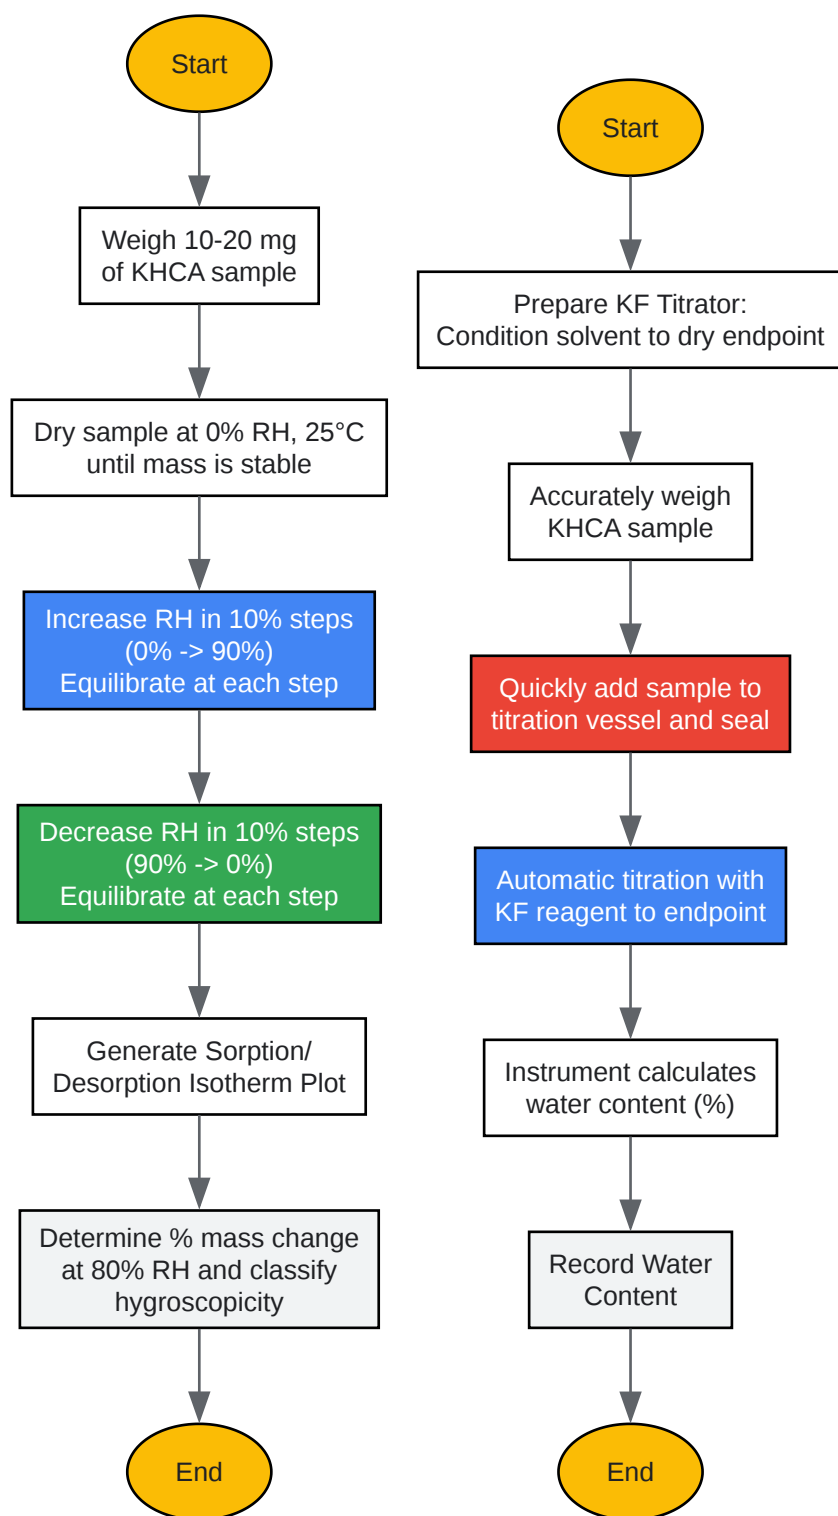 Start
Weigh 10-20 mg
of KHCA sample
Dry sample at 0% RH, 25°C
until mass is stable
Increase RH in 10% steps
(0% -> 90%)
Equilibrate at each step
Decrease RH in 10% steps
(90% -> 0%)
Equilibrate at each step
Generate Sorption/
Desorption Isotherm Plot
Determine % mass change
at 80% RH and classify
hygroscopicity
End
Start
Prepare KF Titrator:
Condition solvent to dry endpoint
Accurately weigh
KHCA sample
Quickly add sample to
titration vessel and seal
Automatic titration with
KF reagent to endpoint
Instrument calculates
water content (%)
Record Water
Content
End